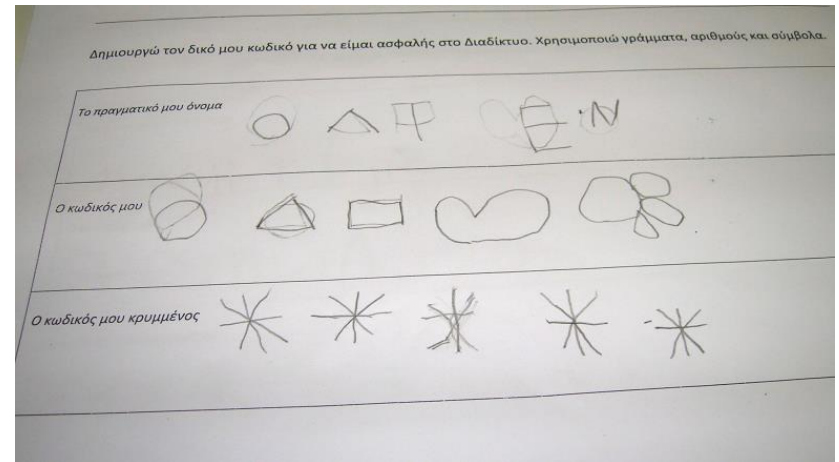 Δημιουργώ τον δικό μου κωδικό για να είμαι ασφαλής στο Διαδίκτυο. Χρησιμοποιώ γράμματα, αριθμούς και σύμβολα.
Το πραγματικό μου όνομα
Ο κωδικός μου
Ο κωδικός μου κρυμμένος